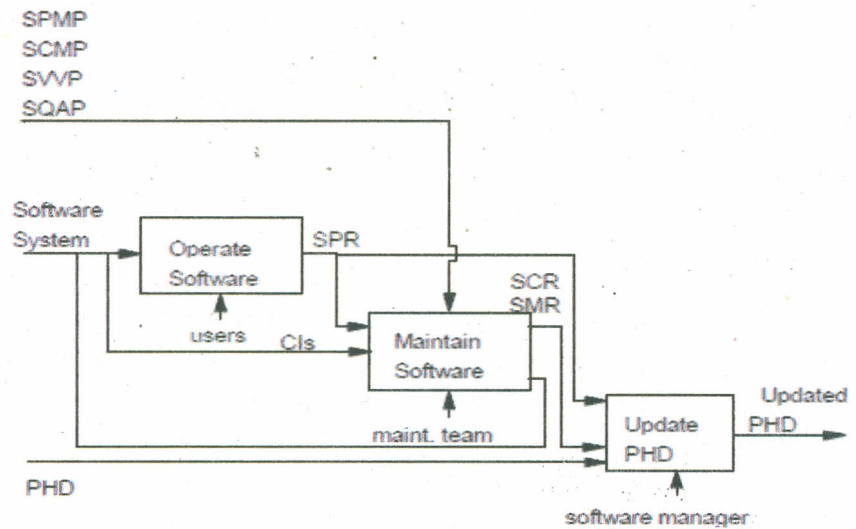 SPMP
SCMP
SVVP
SQAP
Software
System
Operate
Software
SPR
users
CIs
SCR
SMR
Maintain
Software
maint. team
Updated
PHD
Update
PHD
PHD
software manager